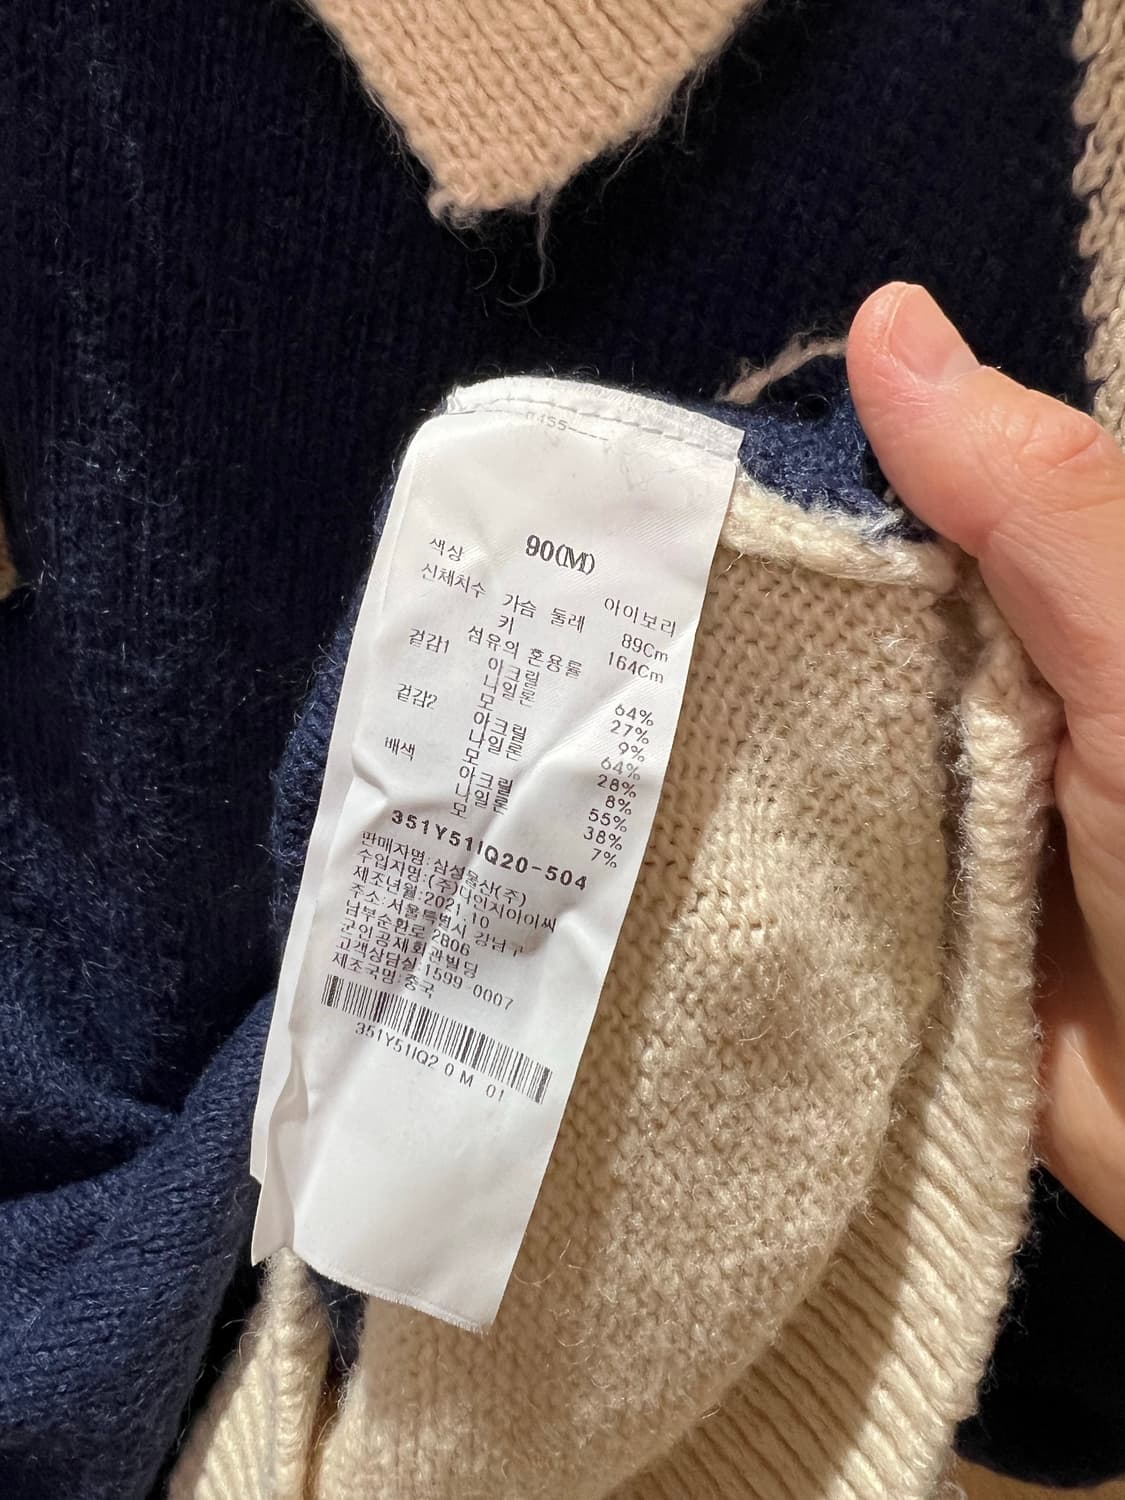 90(M)
색상 아이보리
신체치수 가슴 둘레 89Cm
키 164Cm
섬유의 혼용률
겉감1 아크릴 64%
나일론 27%
모 9%
겉감2 아크릴 64%
나일론 28%
모 8%
배색 아크릴 55%
나일론 38%
모 7%
351Y51IQ20-504
판매자명:삼성물산(주)
수입자명:(주)나인지아이씨
제조년월:2021.10
주소:서울특별시 강남구
남부순환로 2806
군인공제회관빌딩
고객상담실:1599 0007
제조국명:중국
351Y51IQ2 0 M 01